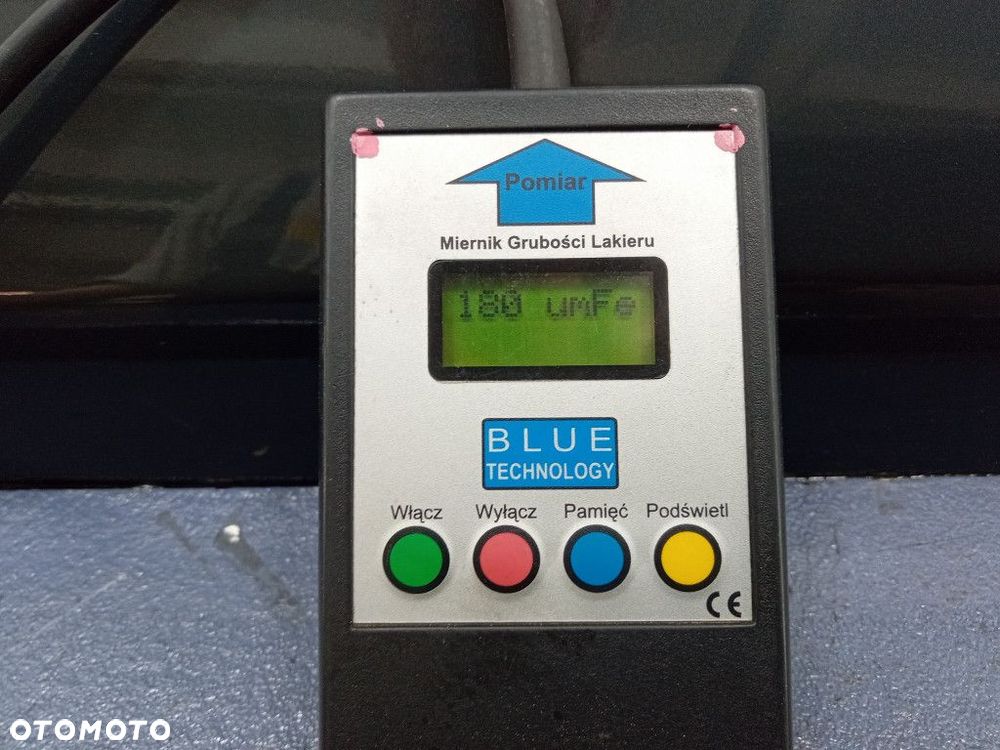 Pomiar
Miernik Grubości Lakieru
180 umFe
BLUE
TECHNOLOGY
Włącz Wyłącz Pamięć Podświetl
CE
OTOMOTO